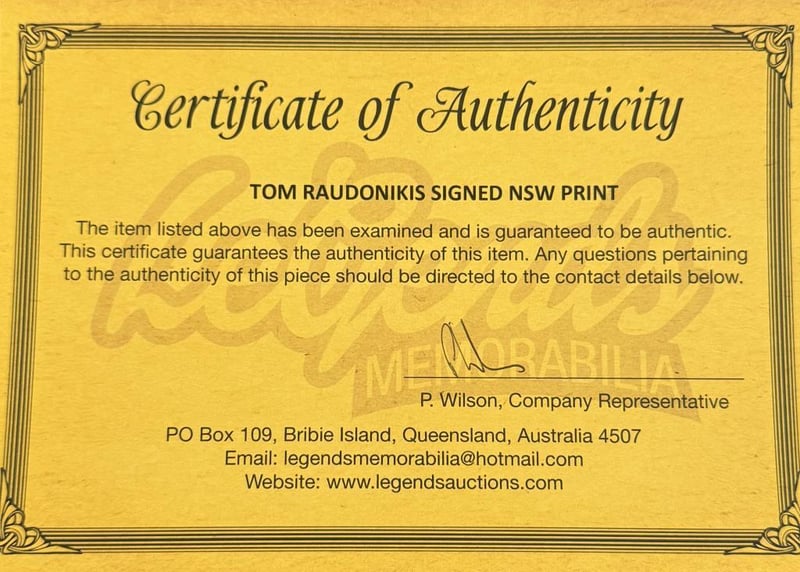 Certificate of Authenticity
TOM RAUDONIKIS SIGNED NSW PRINT
The item listed above has been examined and is guaranteed to be authentic.
This certificate guarantees the authenticity of this item. Any questions pertaining
to the authenticity of this piece should be directed to the contact details below.
Legends
MEMORABILIA
P. Wilson, Company Representative
PO Box 109, Bribie Island, Queensland, Australia 4507
Email: legendsmemorabilia@hotmail.com
Website: www.legendsauctions.com